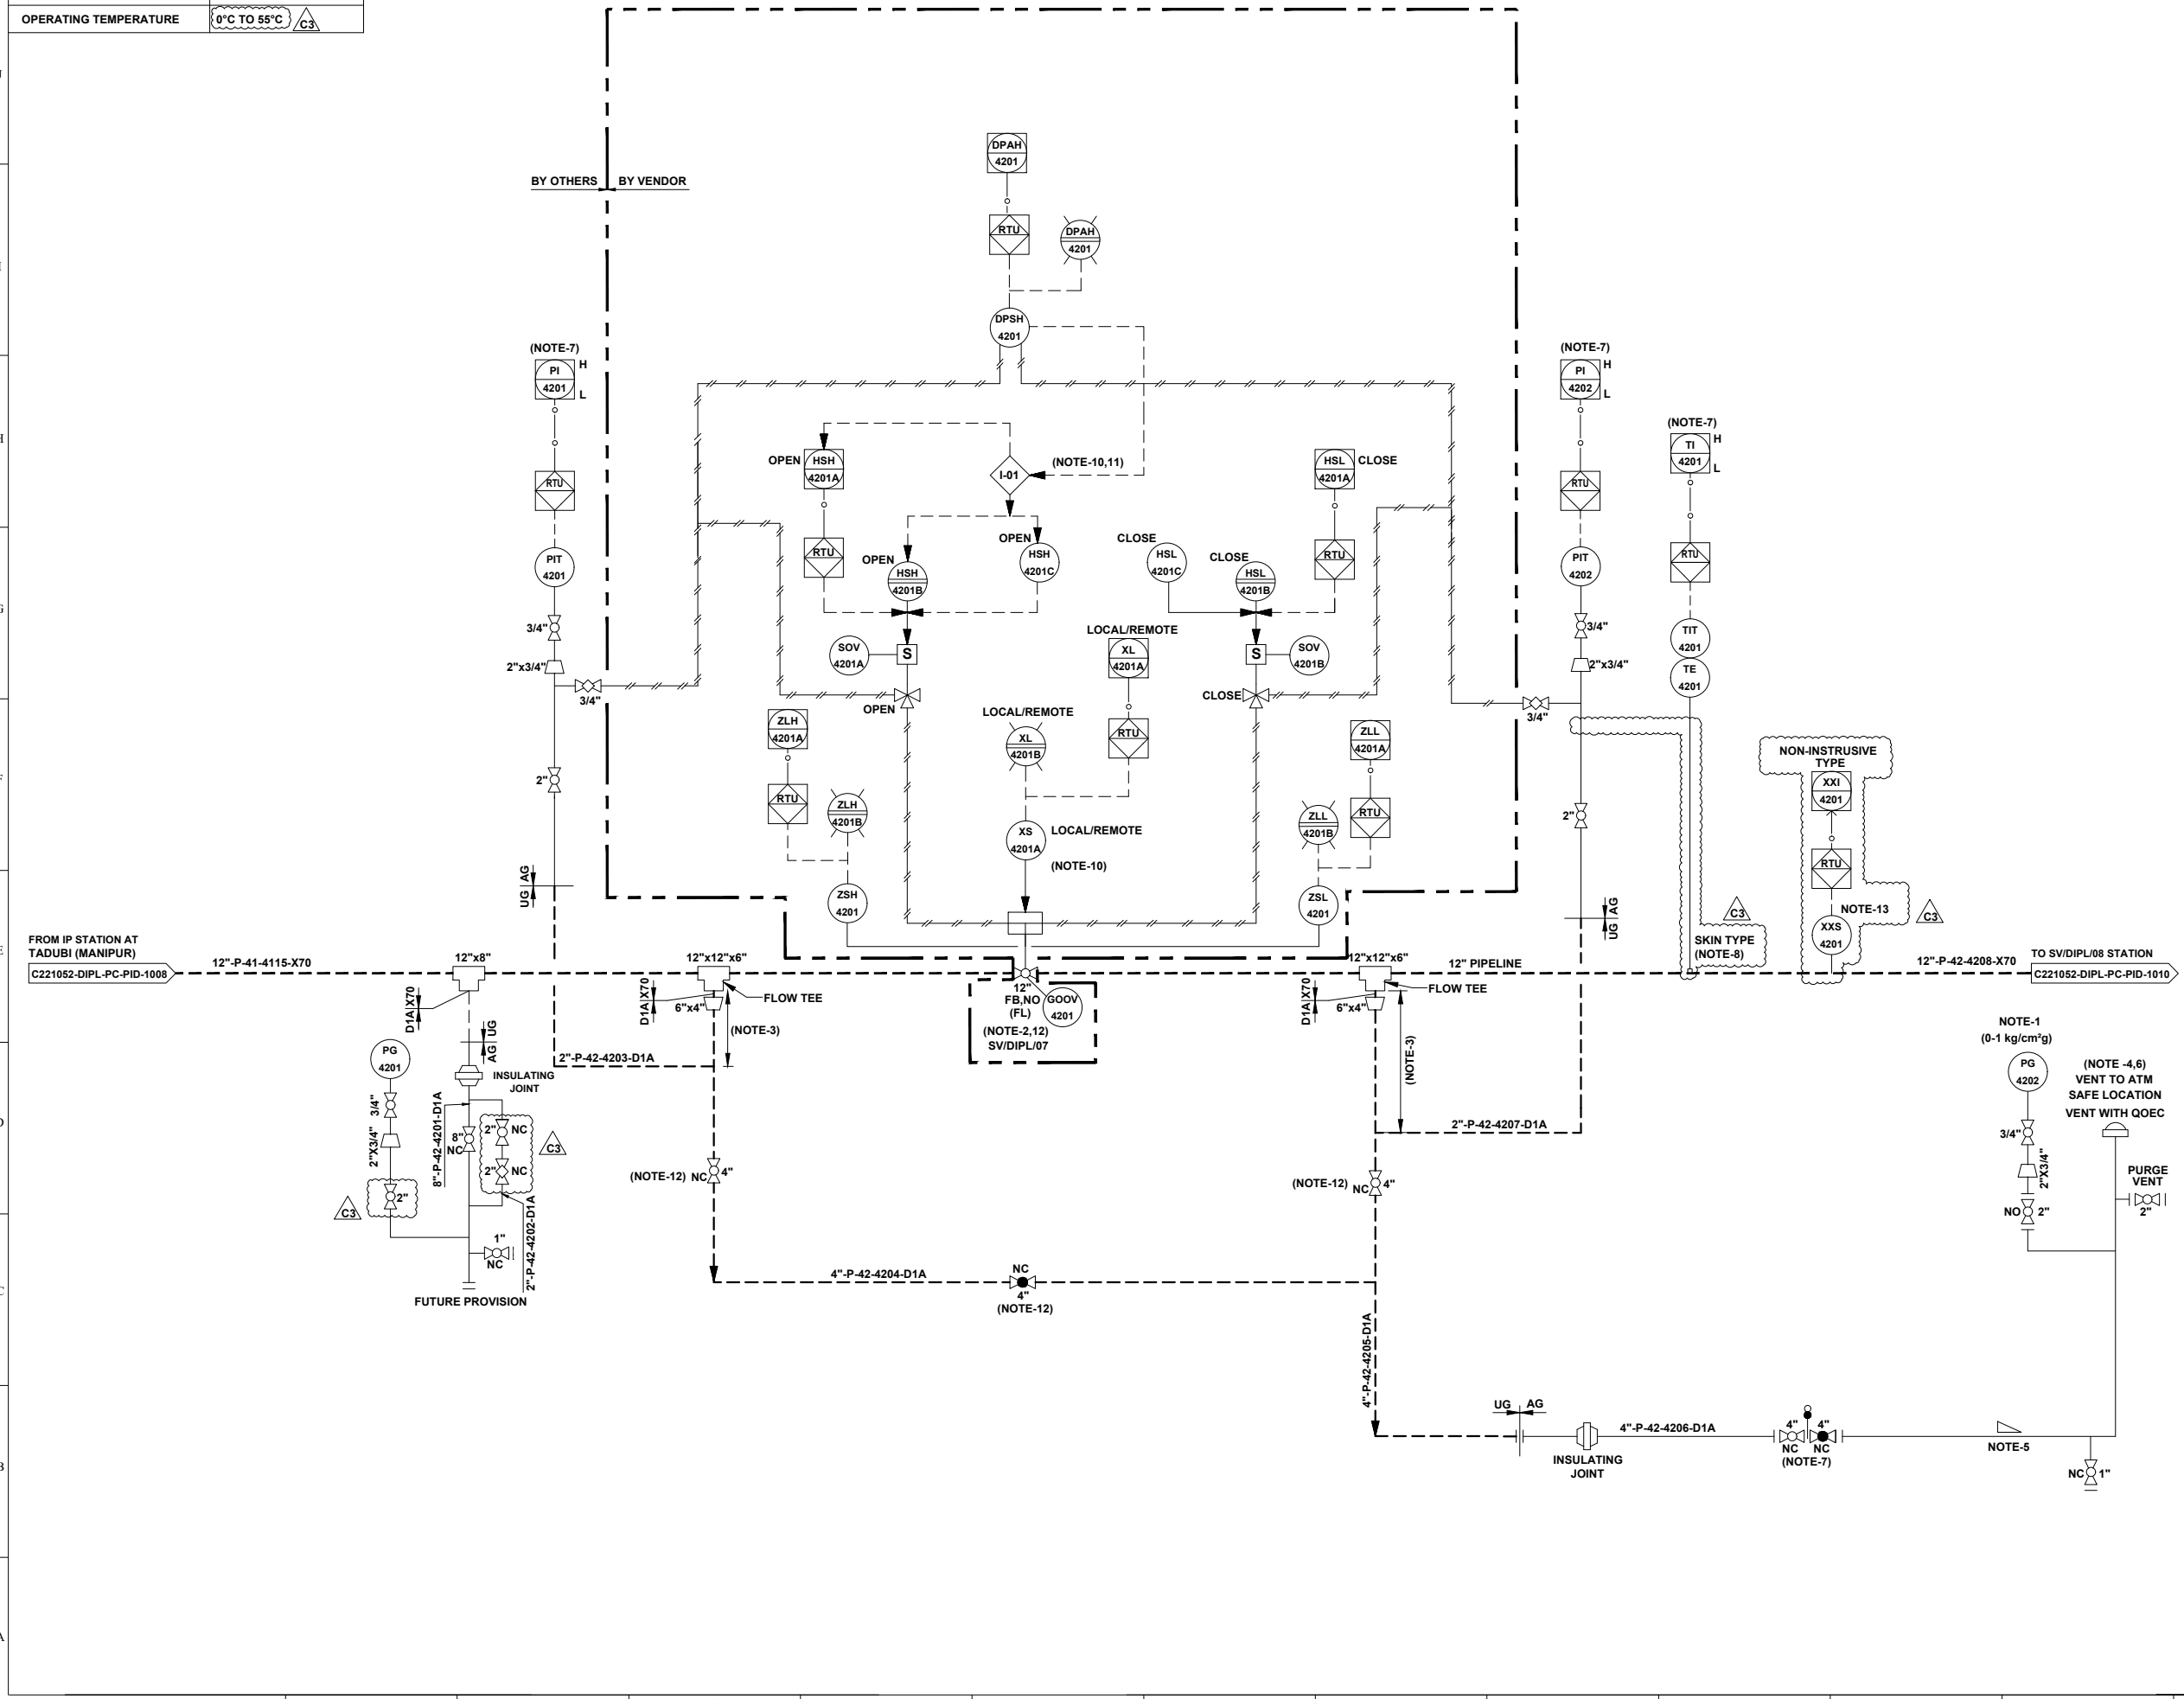 OPERATING TEMPERATURE
0°C TO 55°C
C3
BY OTHERS
BY VENDOR
DPAH
4201
RTU
DPAH
4201
DPSH
4201
(NOTE-7)
PI
4201
H
L
RTU
PIT
4201
3/4"
2"x3/4"
3/4"
2"
UG
AG
OPEN
HSH
4201A
RTU
I-01
(NOTE-10,11)
OPEN
HSH
4201B
OPEN
HSH
4201C
CLOSE
HSL
4201C
CLOSE
HSL
4201B
HSL
4201A
CLOSE
RTU
SOV
4201A
S
OPEN
S
SOV
4201B
CLOSE
LOCAL/REMOTE
XL
4201A
RTU
LOCAL/REMOTE
XL
4201B
XS
4201A
LOCAL/REMOTE
(NOTE-10)
ZLH
4201A
RTU
ZLH
4201B
ZSH
4201
ZLL
4201A
RTU
ZLL
4201B
ZSL
4201
(NOTE-7)
PI
4202
H
L
RTU
PIT
4202
3/4"
2"x3/4"
3/4"
2"
UG
AG
(NOTE-7)
TI
4201
H
L
RTU
TIT
4201
TE
4201
C3
SKIN TYPE
(NOTE-8)
NON-INSTRUSIVE
TYPE
XXI
4201
RTU
NOTE-13
XXS
4201
C3
FROM IP STATION AT
TADUBI (MANIPUR)
C221052-DIPL-PC-PID-1008
12"-P-41-4115-X70
12"x8"
12"x12"x6"
12"x12"x6"
12" PIPELINE
12"-P-42-4208-X70
TO SV/DIPL/08 STATION
C221052-DIPL-PC-PID-1010
D1A
X70
D1A
X70
6"x4"
FLOW TEE
(NOTE-3)
12"
FB,NO
(FL)
(NOTE-2,12)
SV/DIPL/07
GOOV
4201
D1A
X70
6"x4"
FLOW TEE
(NOTE-3)
AG
UG
INSULATING
JOINT
PG
4201
3/4"
2"X3/4"
2"
C3
8"-P-42-4201-D1A
8"
NC
2"
NC
2"
NC
C3
2"-P-42-4202-D1A
1"
NC
FUTURE PROVISION
2"-P-42-4203-D1A
2"-P-42-4207-D1A
(NOTE-12)
NC
4"
(NOTE-12)
NC
4"
4"-P-42-4204-D1A
NC
4"
(NOTE-12)
4"-P-42-4205-D1A
UG
AG
INSULATING
JOINT
4"-P-42-4206-D1A
4"
4"
NC
NC
(NOTE-7)
NOTE-5
NC
1"
NOTE-1
(0-1 kg/cm²g)
PG
4202
3/4"
2"X3/4"
NO
2"
(NOTE -4,6)
VENT TO ATM
SAFE LOCATION
VENT WITH QOEC
PURGE
VENT
2"
J
H
F
E
D
C
B
A